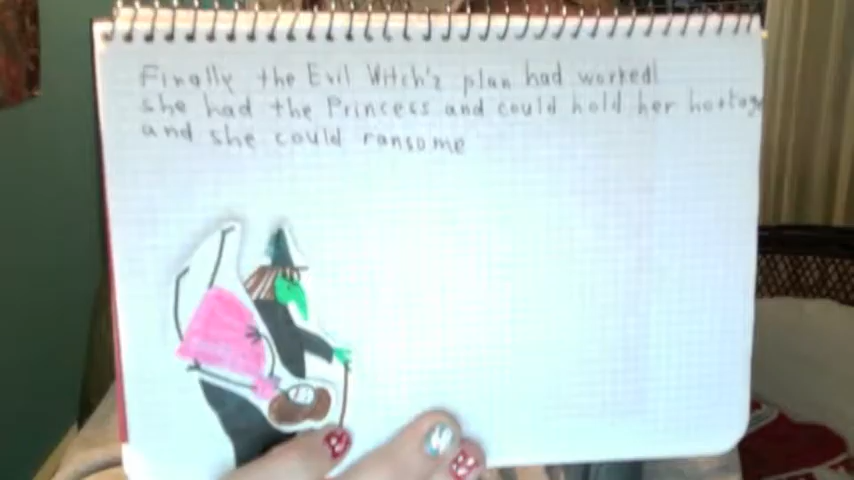 Finally the Evil Witch's plan had worked!
she had the Princess and could hold her hostage
and she could ransome